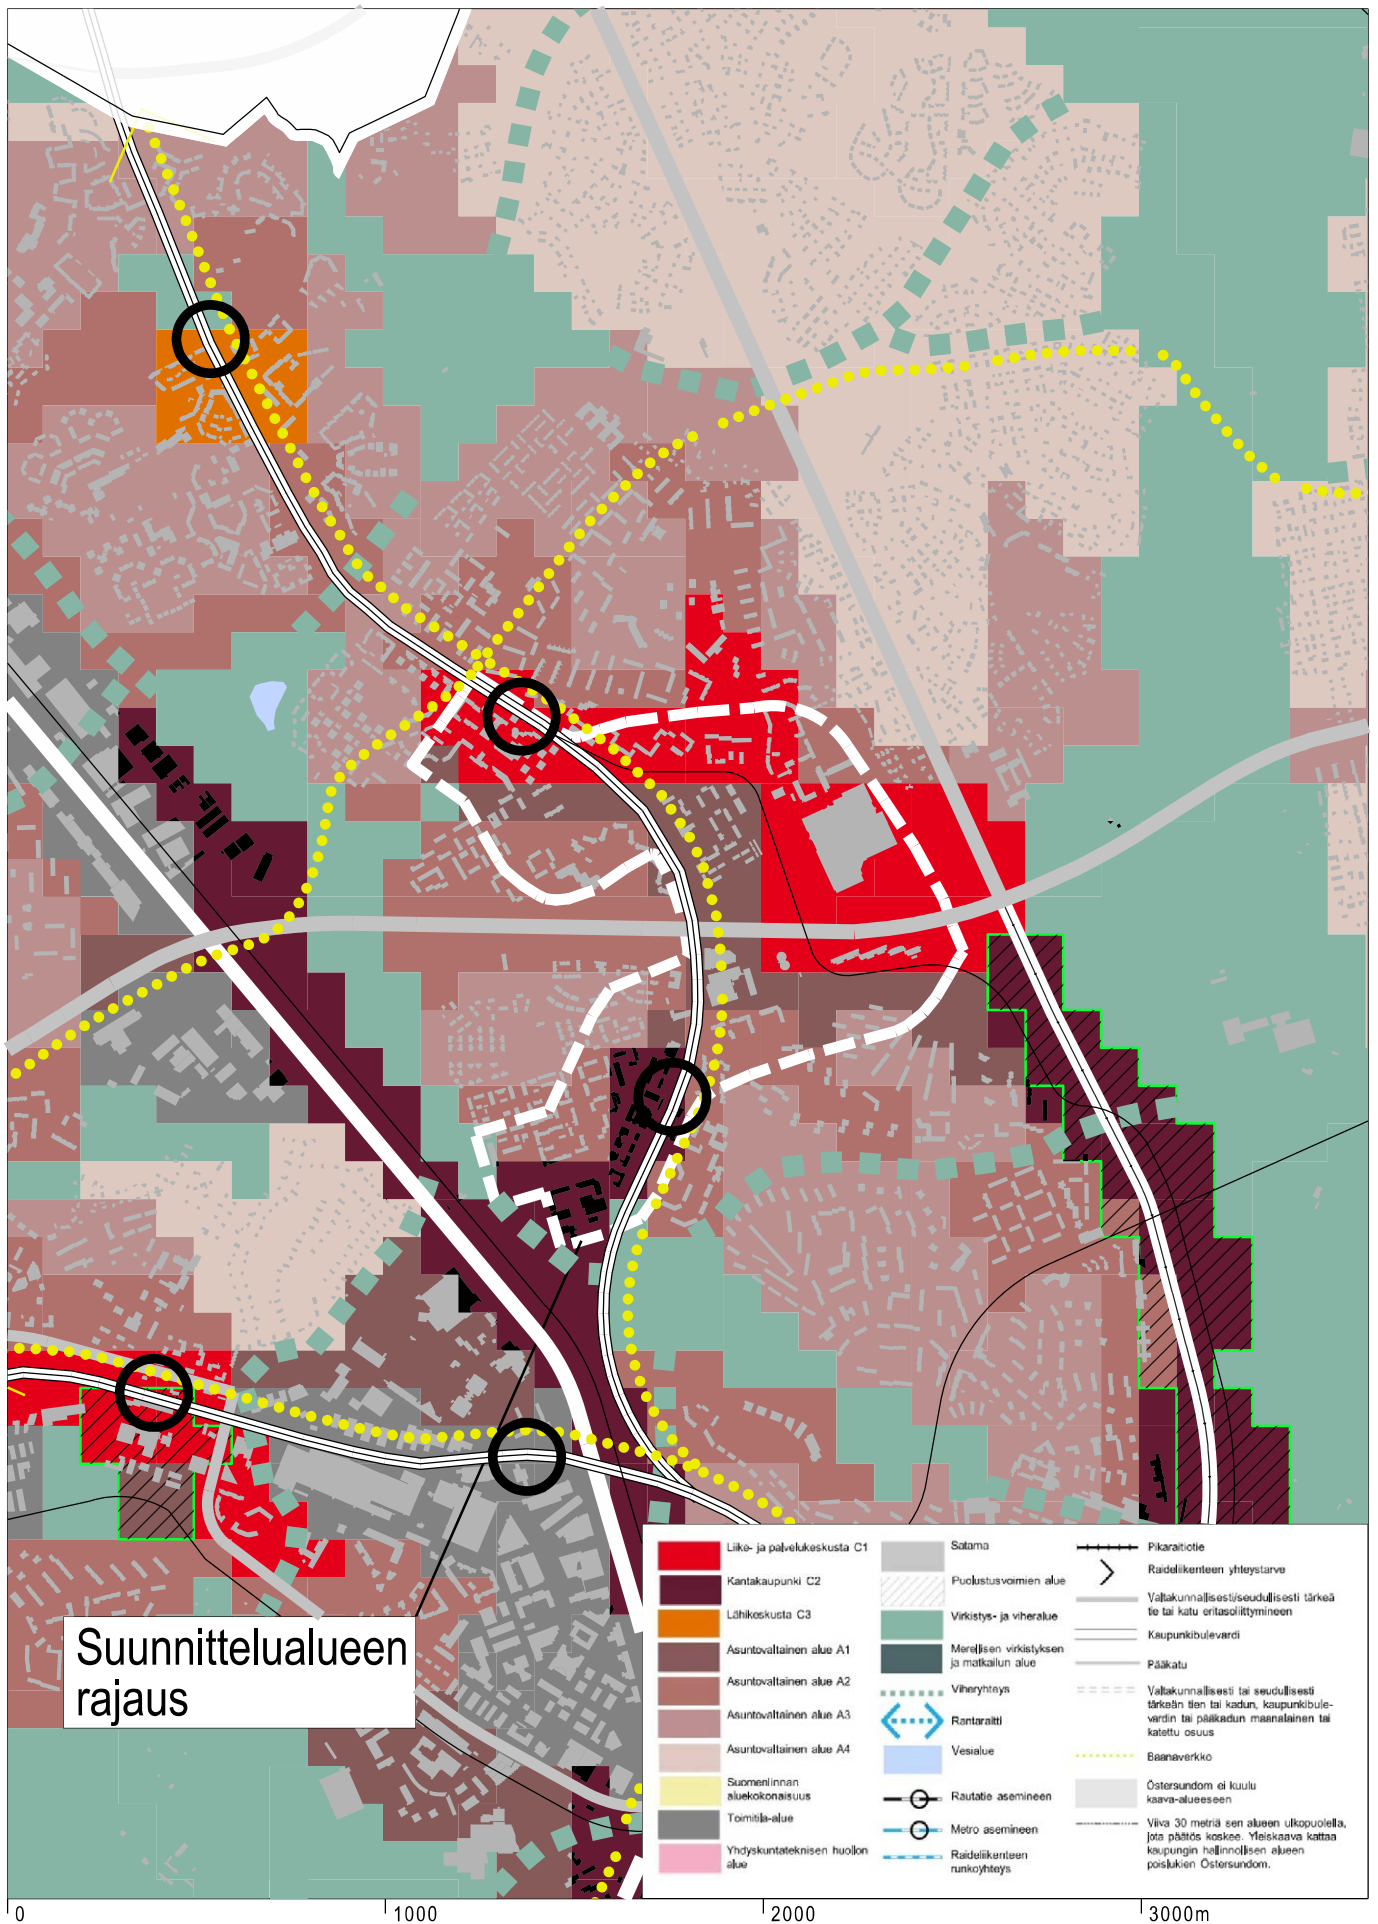 Suunnittelualueen
rajaus
Liike- ja palvelukeskusta C1
Kantakaupunki C2
Lähikeskusta C3
Asuntovaltainen alue A1
Asuntovaltainen alue A2
Asuntovaltainen alue A3
Asuntovaltainen alue A4
Suomenlinnan
aluekokonaisuus
Toimitila-alue
Yhdyskuntateknisen huollon
alue
Satama
Puolustusvoimien alue
Virkistys- ja viheralue
Merellisen virkistyksen
ja matkailun alue
Viheryhteys
Rantaraitti
Vesialue
Rautatie asemineen
Metro asemineen
Raideliikenteen
runkoyhteys
Pikaraitiotie
Raideliikenteen yhteystarve
Valtakunnallisesti/seudullisesti tärkeä
tie tai katu eritasoliittymineen
Kaupunkibulevardi
Pääkatu
Valtakunnallisesti tai seudullisesti
tärkeän tien tai kadun, kaupunkibule-
vardin tai pääkadun maanalainen tai
katettu osuus
Baanaverkko
Östersundom ei kuulu
kaava-alueeseen
Viiva 30 metriä sen alueen ulkopuolella,
jota päätös koskee. Yleiskaava kattaa
kaupungin hallinnollisen alueen
poislukien Östersundom.
0 1000 2000 3000m